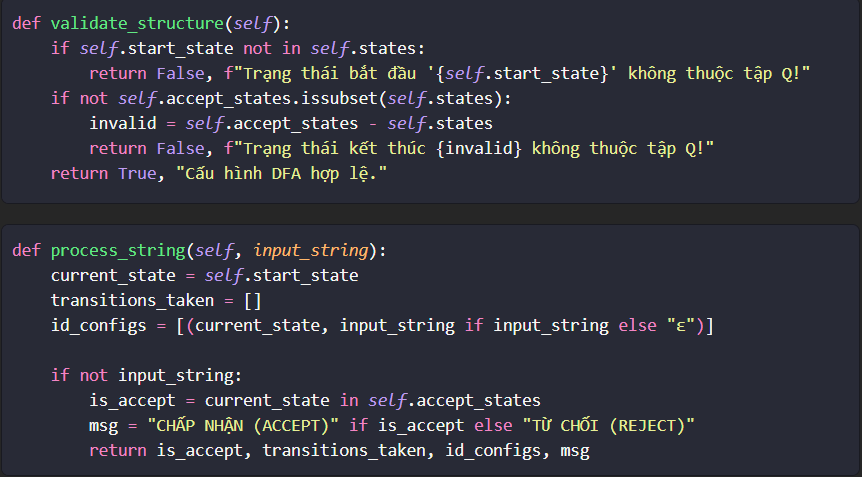 def validate_structure(self):
    if self.start_state not in self.states:
        return False, f"Trạng thái bắt đầu '{self.start_state}' không thuộc tập Q!"
    if not self.accept_states.issubset(self.states):
        invalid = self.accept_states - self.states
        return False, f"Trạng thái kết thúc {invalid} không thuộc tập Q!"
    return True, "Cấu hình DFA hợp lệ."
def process_string(self, input_string):
    current_state = self.start_state
    transitions_taken = []
    id_configs = [(current_state, input_string if input_string else "ε")]
    if not input_string:
        is_accept = current_state in self.accept_states
        msg = "CHẤP NHẬN (ACCEPT)" if is_accept else "TỪ CHỐI (REJECT)"
        return is_accept, transitions_taken, id_configs, msg